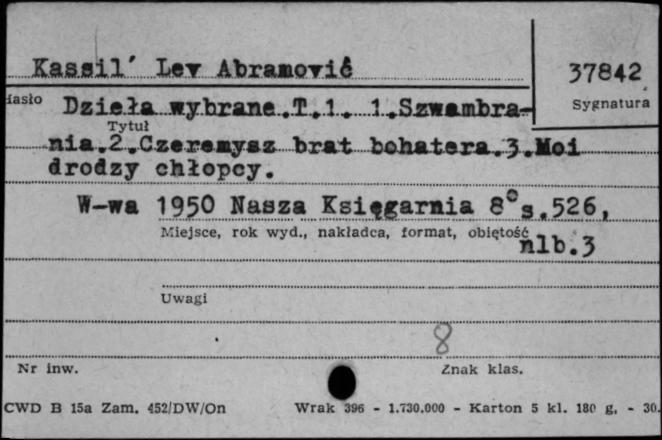 Kassil´ Lev Abramović
37842
Hasło
Sygnatura
Dzieła wybrane.T.1. 1.Szwambra-
Tytuł
nia.2.Czeremysz brat bohatera.3.Moi
drodzy chłopcy.
W-wa 1950 Nasza Księgarnia 8° s.526,
Miejsce, rok wyd., nakładca, format, objętość
nlb.3
Uwagi
8
Nr inw.
Znak klas.
CWD B 15a Zam. 452/DW/On
Wrak 396 - 1.730.000 - Karton 5 kl. 180 g. - 30.